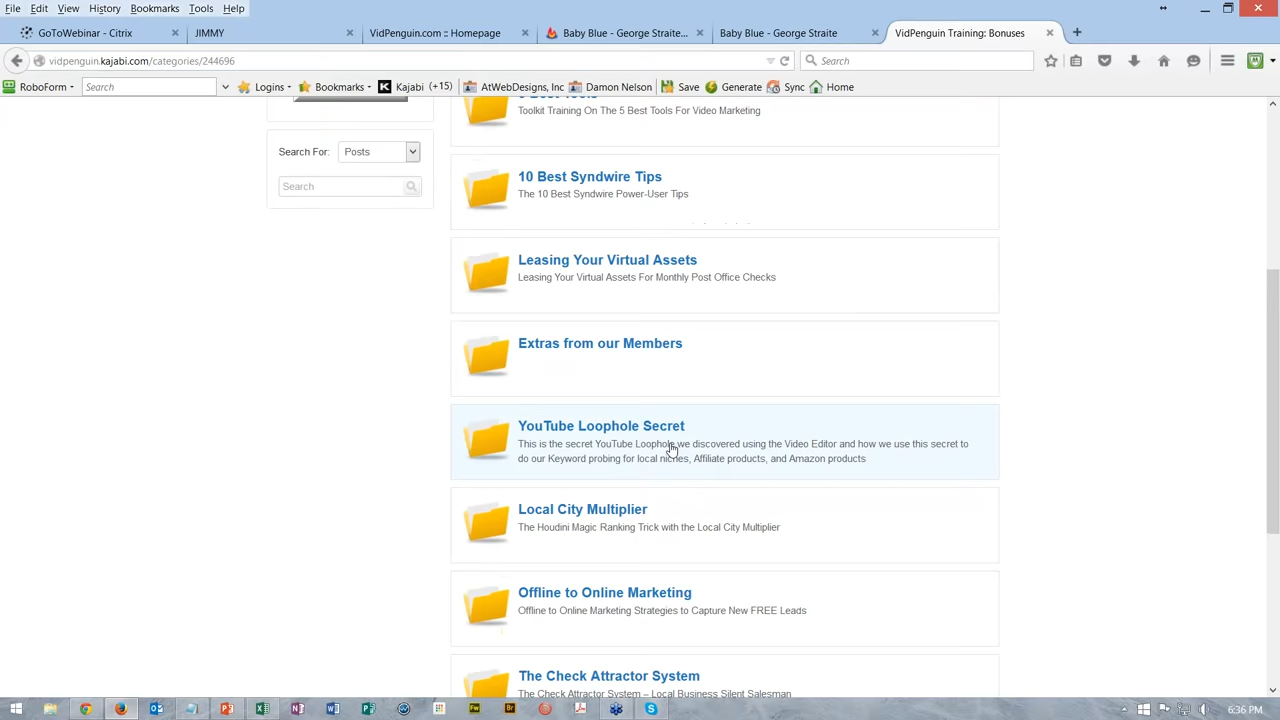 File Edit View History Bookmarks Tools Help
GoToWebinar - Citrix × JIMMY × VidPenguin.com :: Homepage × Baby Blue - George Straite... × Baby Blue - George Straite × VidPenguin Training: Bonuses × +
vidpenguin.kajabi.com/categories/244696 Search
RoboForm Search Logins Bookmarks Kajabi (+15) AtWebDesigns, Inc Damon Nelson Save Generate Sync Home
Toolkit Training On The 5 Best Tools For Video Marketing
Search For: Posts
Search
10 Best Syndwire Tips
The 10 Best Syndwire Power-User Tips
Leasing Your Virtual Assets
Leasing Your Virtual Assets For Monthly Post Office Checks
Extras from our Members
YouTube Loophole Secret
This is the secret YouTube Loophole we discovered using the Video Editor and how we use this secret to
do our Keyword probing for local niches, Affiliate products, and Amazon products
Local City Multiplier
The Houdini Magic Ranking Trick with the Local City Multiplier
Offline to Online Marketing
Offline to Online Marketing Strategies to Capture New FREE Leads
The Check Attractor System
The Check Attractor System – Local Business Silent Salesman
6:36 PM